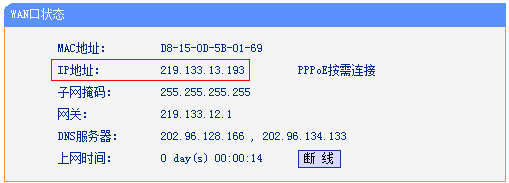 WAN口状态
MAC地址: D8-15-0D-5B-01-69
IP地址: 219.133.13.193 PPPoE按需连接
子网掩码: 255.255.255.255
网关: 219.133.12.1
DNS服务器: 202.96.128.166 , 202.96.134.133
上网时间: 0 day(s) 00:00:14 断 线